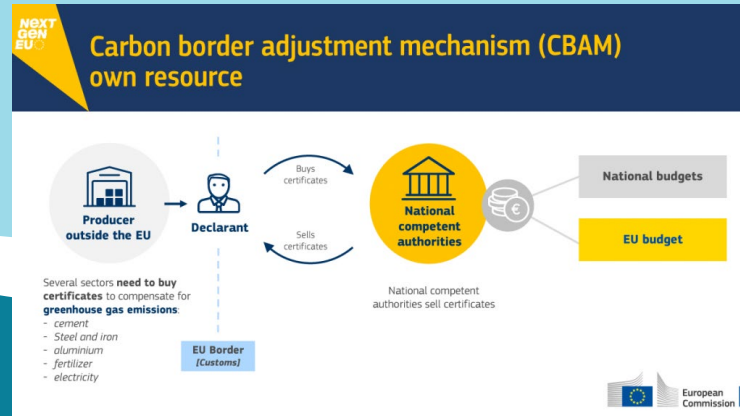 NEXT
GEN
EU
Carbon border adjustment mechanism (CBAM)
own resource
Producer
outside the EU
Declarant
Buys
certificates
Sells
certificates
National
competent
authorities
€
National budgets
EU budget
Several sectors need to buy
certificates to compensate for
greenhouse gas emissions:
- cement
- Steel and iron
- aluminium
- fertilizer
- electricity
EU Border
[Customs]
National competent
authorities sell certificates
European
Commission